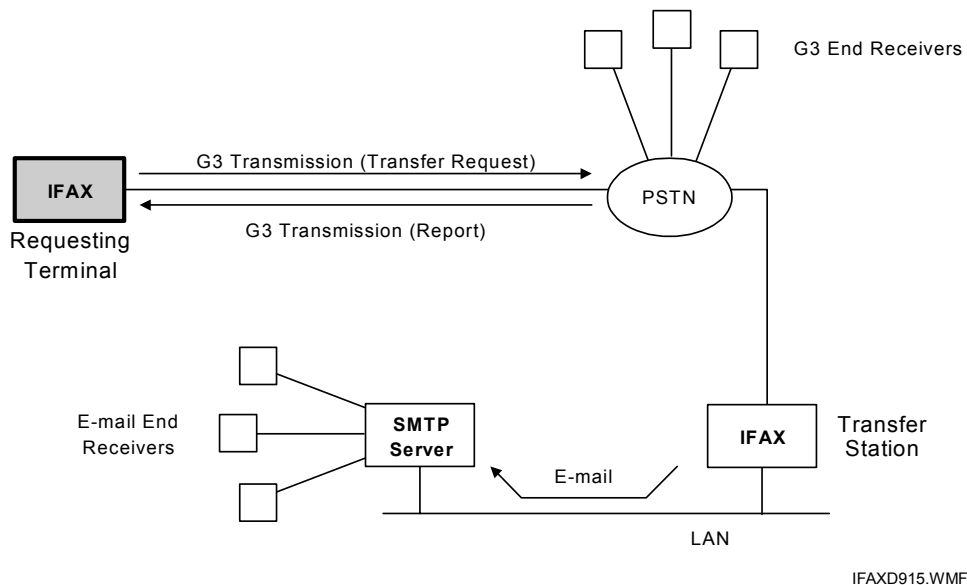 G3 End Receivers
G3 Transmission (Transfer Request)
IFAX
PSTN
G3 Transmission (Report)
Requesting
Terminal
E-mail End
Receivers
SMTP
Server
IFAX
Transfer
Station
E-mail
LAN
IFAXD915.WMF